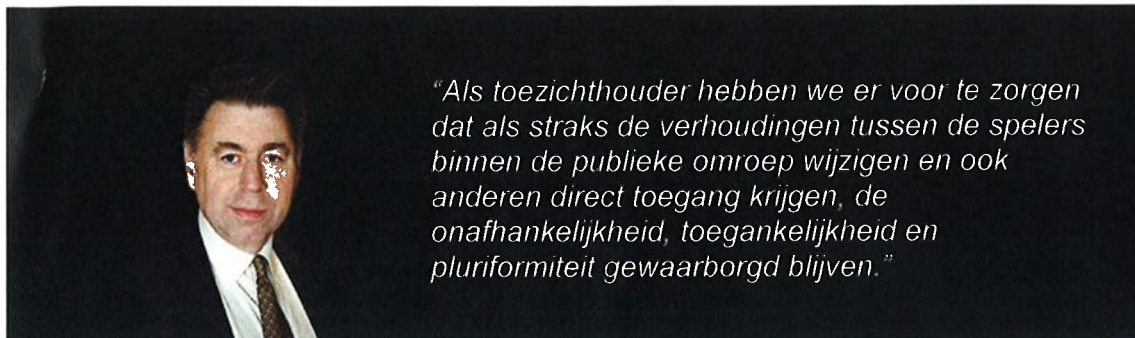 "Als toezichthouder hebben we er voor te zorgen
dat als straks de verhoudingen tussen de spelers
binnen de publieke omroep wijzigen en ook
anderen direct toegang krijgen, de
onafhankelijkheid, toegankelijkheid en
pluriformiteit gewaarborgd blijven."